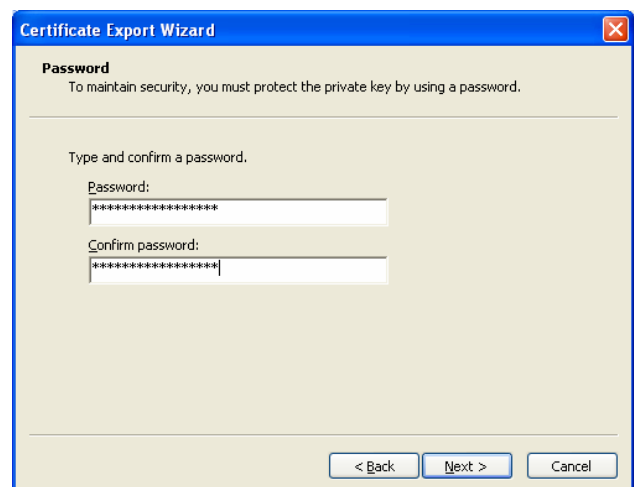 Certificate Export Wizard
Password
To maintain security, you must protect the private key by using a password.
Type and confirm a password.
Password:
*****************
Confirm password:
*****************
< Back Next > Cancel